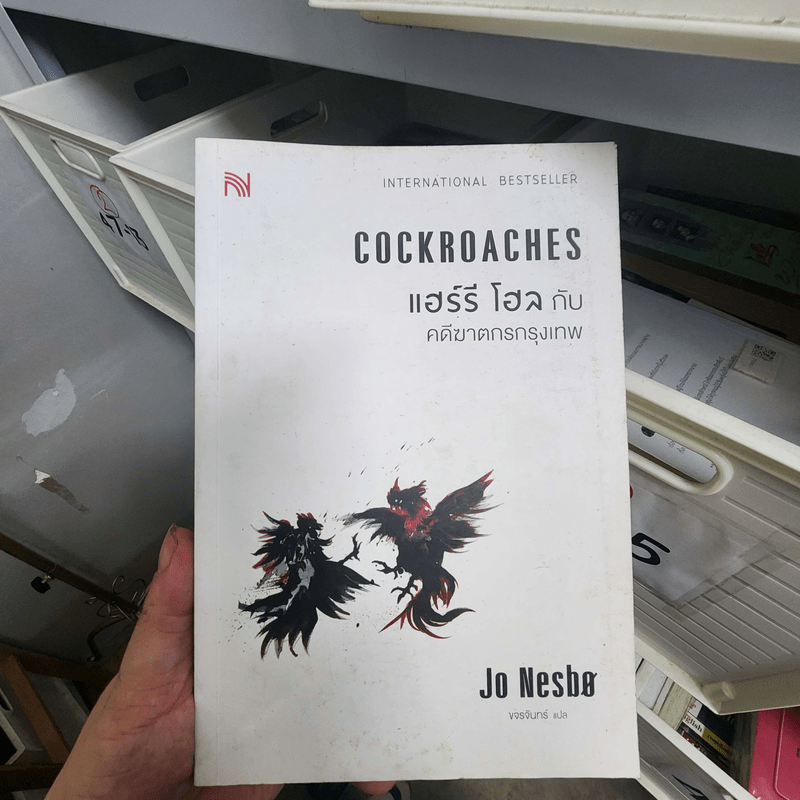 INTERNATIONAL BESTSELLER
COCKROACHES
แฮร์รี โฮล กับ
คดีฆาตกรกรุงเทพ
Jo Nesbø
ขจรจันทร์ แปล
5